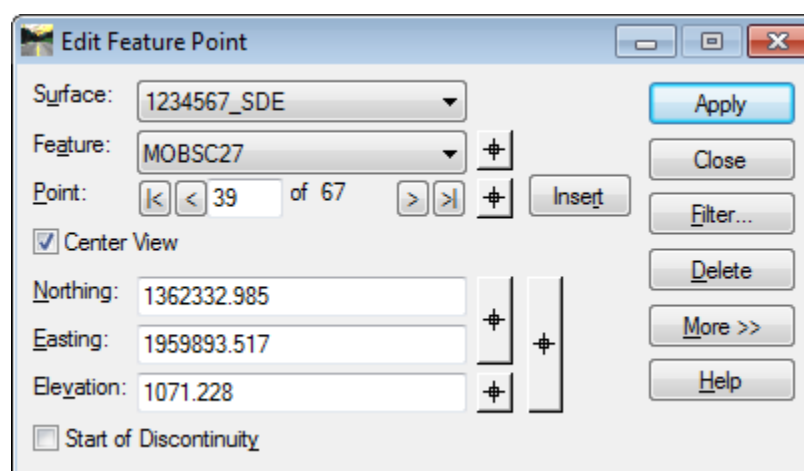 Edit Feature Point
Surface: 1234567_SDE Apply
Feature: MOBSC27 Close
Point: |< < 39 of 67 > >| Insert Filter...
Center View
Delete
Northing: 1362332.985
Easting: 1959893.517 More >>
Elevation: 1071.228 Help
Start of Discontinuity